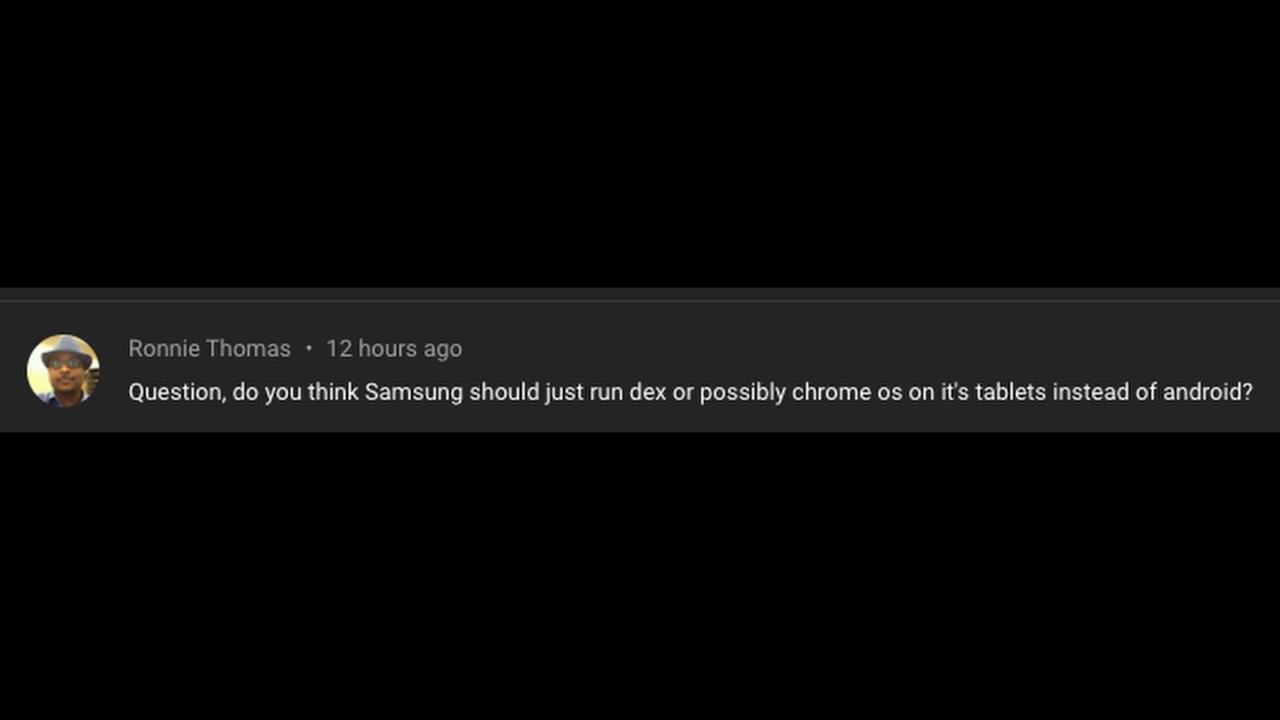 Ronnie Thomas • 12 hours ago
Question, do you think Samsung should just run dex or possibly chrome os on it's tablets instead of android?